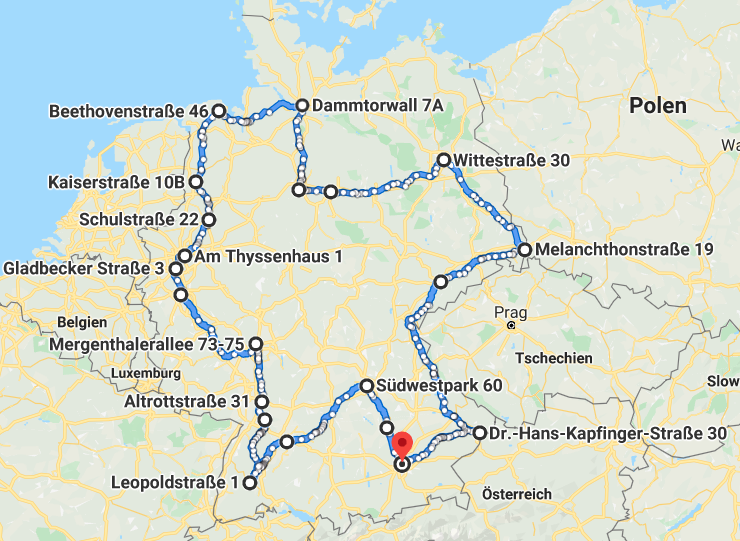 Beethovenstraße 46
Dammtorwall 7A
Polen
Wa
Wittestraße 30
Kaiserstraße 10B
Schulstraße 22
Melanchthonstraße 19
Am Thyssenhaus 1
Gladbecker Straße 3
Prag
Belgien
Mergenthalerallee 73-75
Tschechien
Luxemburg
Südwestpark 60
Slow
Altrottstraße 31
Dr.-Hans-Kapfinger-Straße 30
Leopoldstraße 1
Österreich